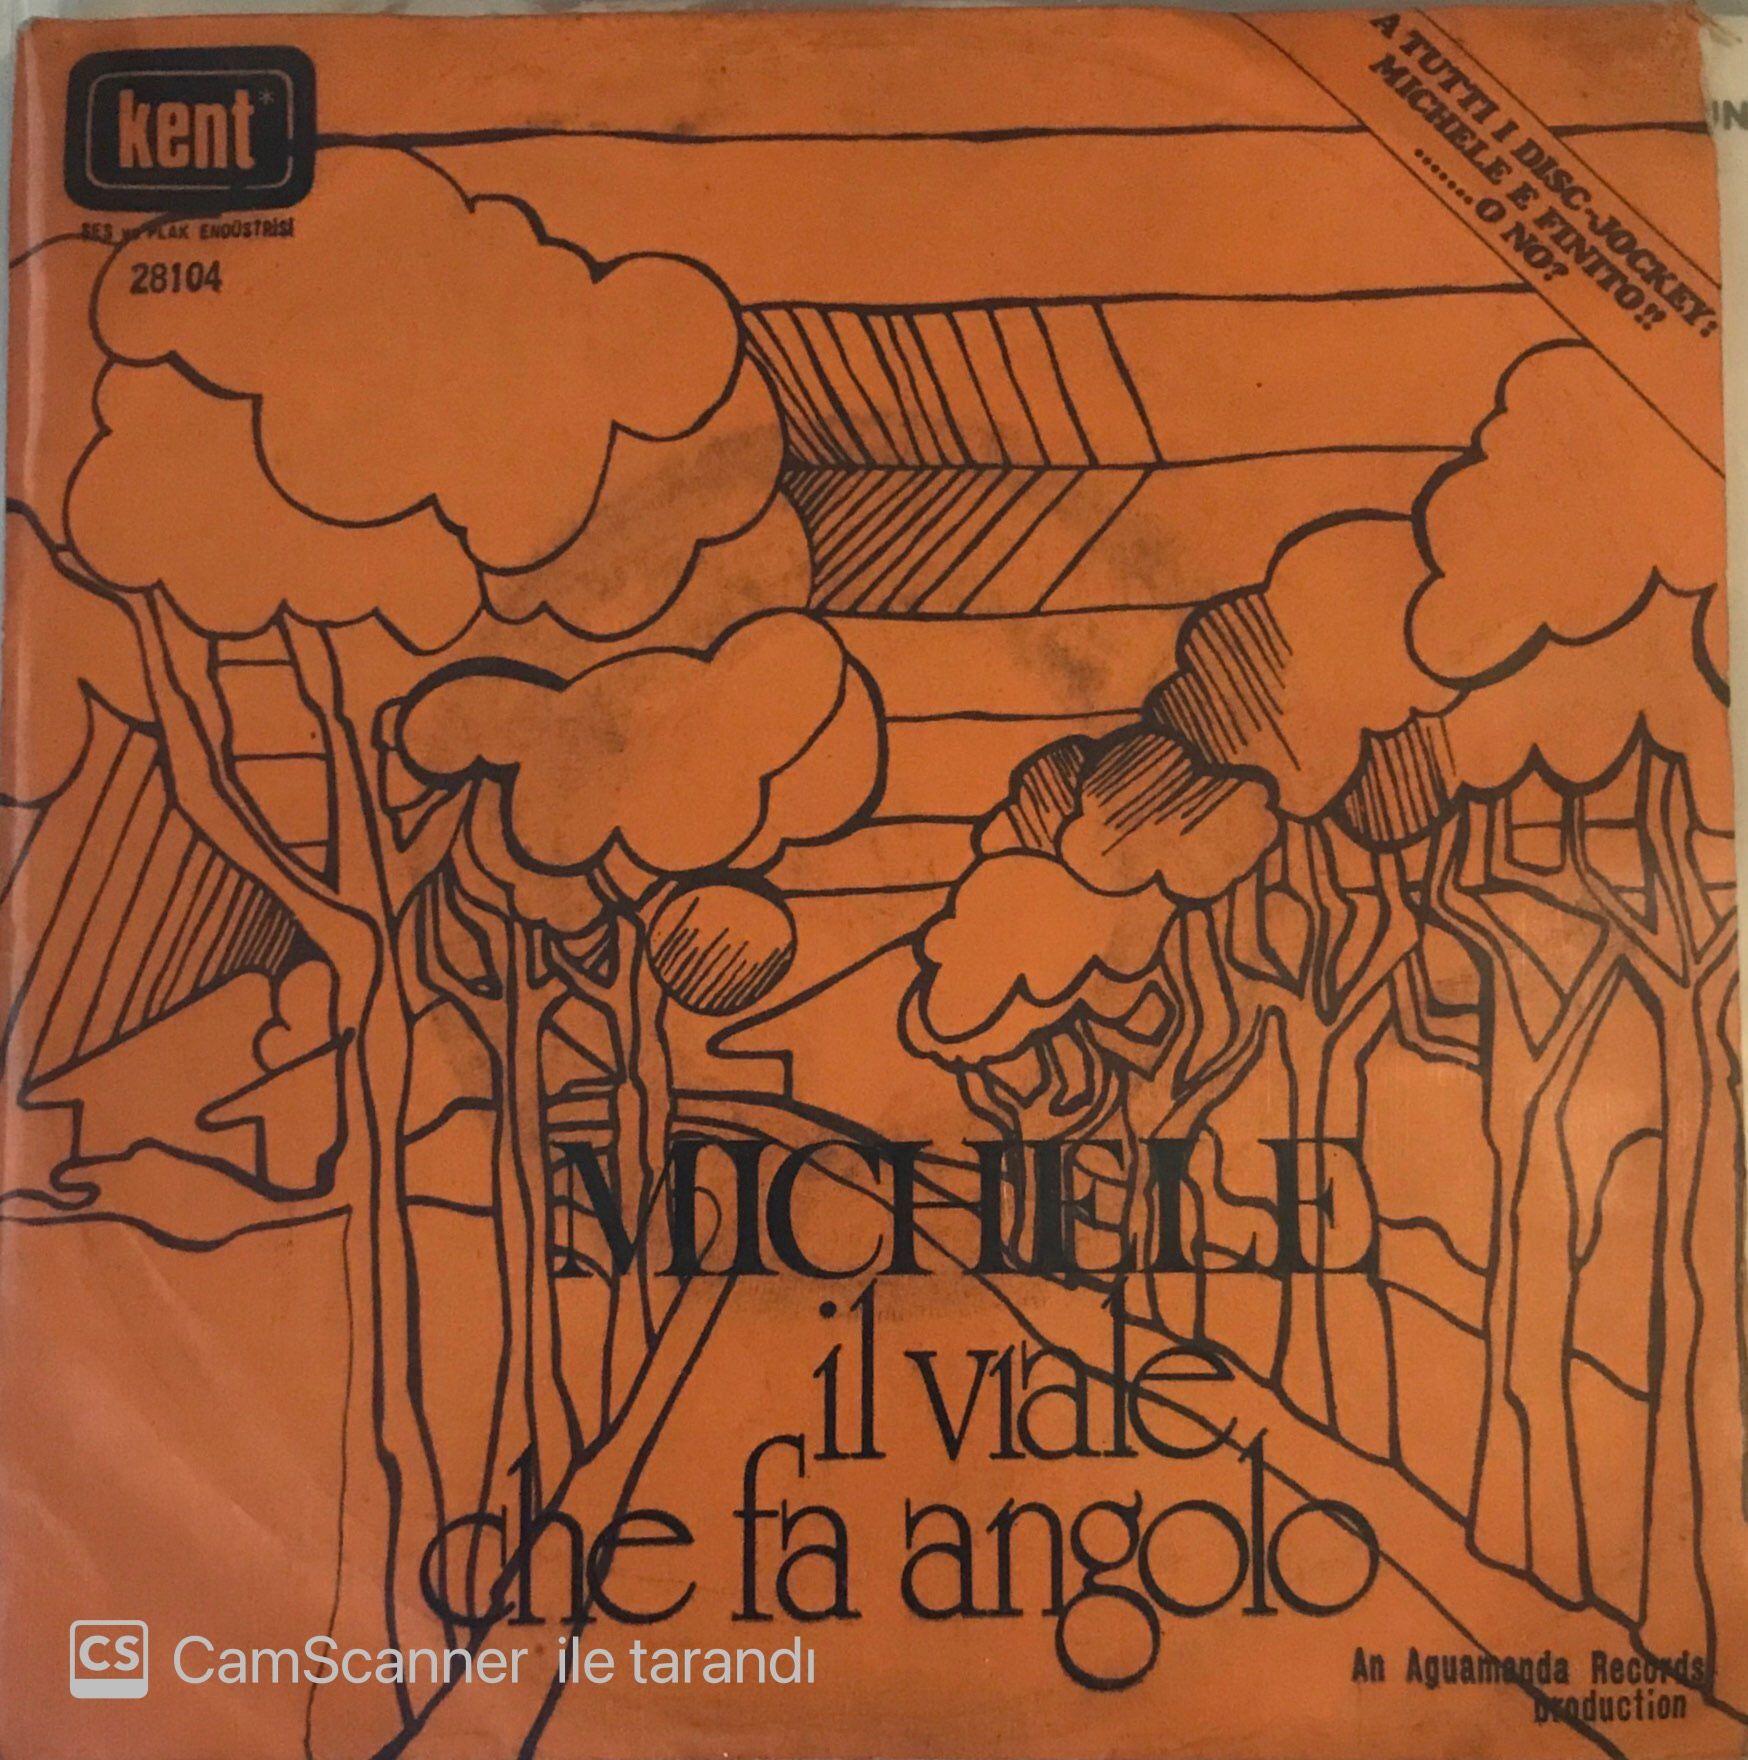 kent*
SES ve PLAK ENDÜSTRİSİ
28104
A TUTTI I DISC-JOCKEY:
MICHELE E FINITO!!
........O NO?
MICHELE
il viale
che fa angolo
An Aguamanda Records
production
CS CamScanner ile tarandı